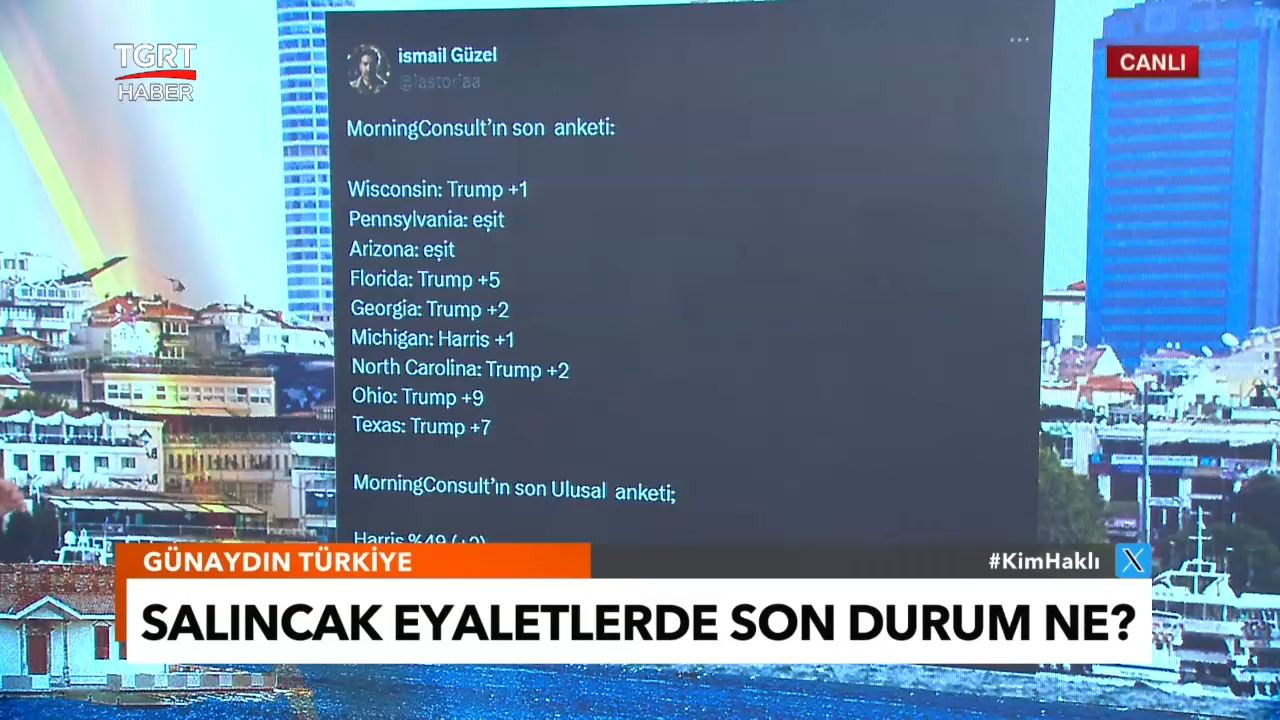 TGRT
HABER
CANLI
ismail Güzel
MorningConsult'ın son anketi:
Wisconsin: Trump +1
Pennsylvania: eşit
Arizona: eşit
Florida: Trump +5
Georgia: Trump +2
Michigan: Harris +1
North Carolina: Trump +2
Ohio: Trump +9
Texas: Trump +7
MorningConsult'ın son Ulusal anketi;
Harris %49
GÜNAYDIN TÜRKİYE
#KimHaklı X
SALINCAK EYALETLERDE SON DURUM NE?